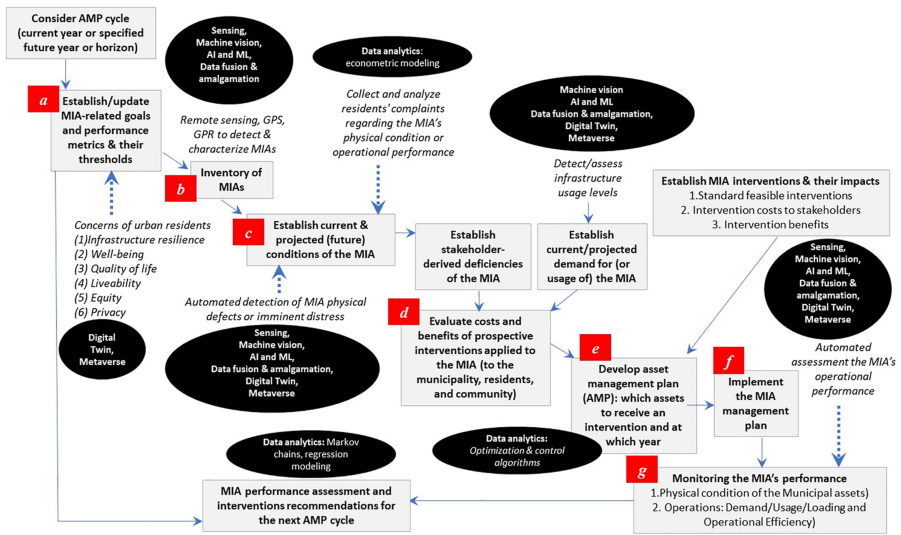 Consider AMP cycle
(current year or specified
future year or horizon)
Sensing,
Machine vision,
AI and ML,
Data fusion &
amalgamation
Data analytics:
econometric modeling
a
Establish/update
MIA-related goals
and performance
metrics & their
thresholds
Remote sensing, GPS,
GPR to detect &
characterize MIAs
Collect and analyze
residents' complaints
regarding the MIA's
physical condition or
operational performance
Machine vision
AI and ML
Data fusion & amalgamation,
Digital Twin,
Metaverse
Detect/assess
infrastructure
usage levels
b
Inventory of
MIAs
Establish MIA interventions & their impacts
1.Standard feasible interventions
2. Intervention costs to stakeholders
3. Intervention benefits
Concerns of urban residents
(1)Infrastructure resilience
(2) Well-being
(3) Quality of life
(4) Liveability
(5) Equity
(6) Privacy
c
Establish current &
projected (future)
conditions of the MIA
Establish
stakeholder-
derived deficiencies
of the MIA
Establish
current/projected
demand for (or
usage of) the MIA
Sensing,
Machine vision,
AI and ML,
Data fusion &
amalgamation,
Digital Twin,
Metaverse
Digital
Twin,
Metaverse
Automated detection of MIA physical
defects or imminent distress
Sensing,
Machine vision,
AI and ML,
Data fusion & amalgamation,
Digital Twin,
Metaverse
d
Evaluate costs and
benefits of prospective
interventions applied to
the MIA (to the
municipality, residents,
and community)
e
Develop asset
management plan
(AMP): which assets
to receive an
intervention and at
which year
f
Implement
the MIA
management
plan
Automated
assessment the MIA's
operational
performance
Data analytics: Markov
chains, regression
modeling
Data analytics:
Optimization & control
algorithms
g
Monitoring the MIA's performance
1.Physical condition of the Municipal assets)
2. Operations: Demand/Usage/Loading and
Operational Efficiency)
MIA performance assessment and
interventions recommendations for
the next AMP cycle